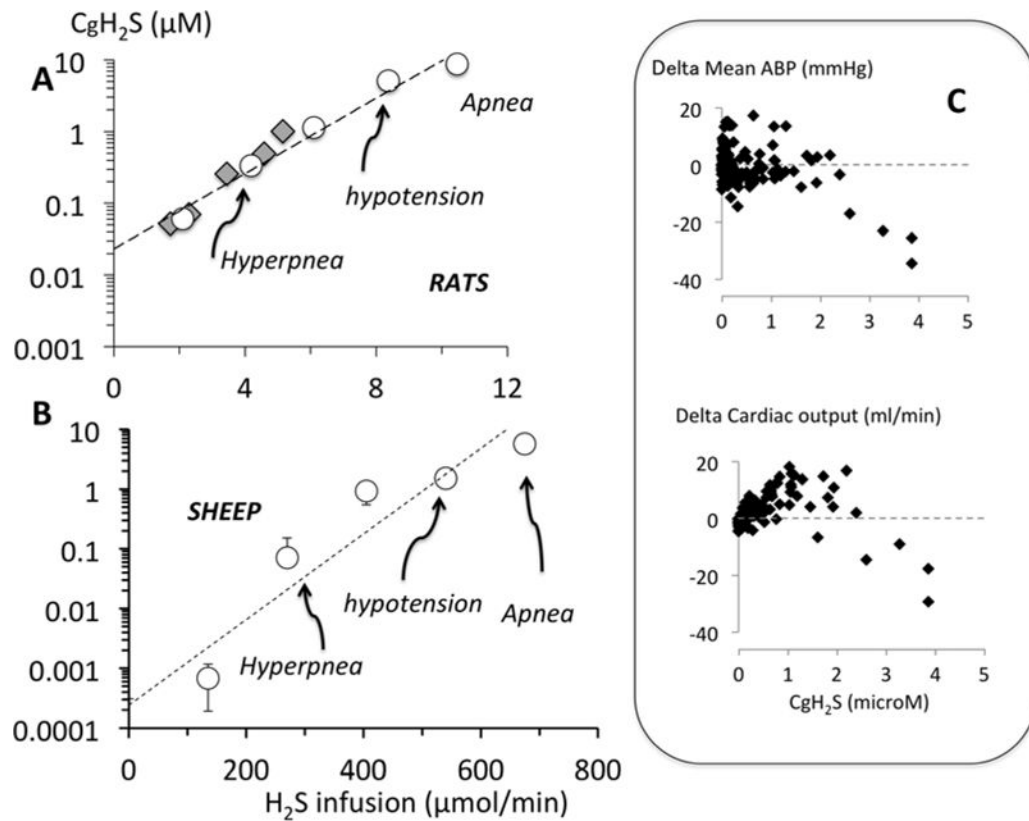 CgH₂S (µM)
A
10
1
0.1
0.01
0.001
Apnea
hypotension
Hyperpnea
RATS
0 4 8 12
B
10
1
0.1
0.01
0.001
0.0001
SHEEP
hypotension
Apnea
Hyperpnea
0 200 400 600 800
H₂S infusion (µmol/min)
C
Delta Mean ABP (mmHg)
20
0
-20
-40
0 1 2 3 4 5
Delta Cardiac output (ml/min)
20
0
-20
-40
0 1 2 3 4 5
CgH₂S (microM)